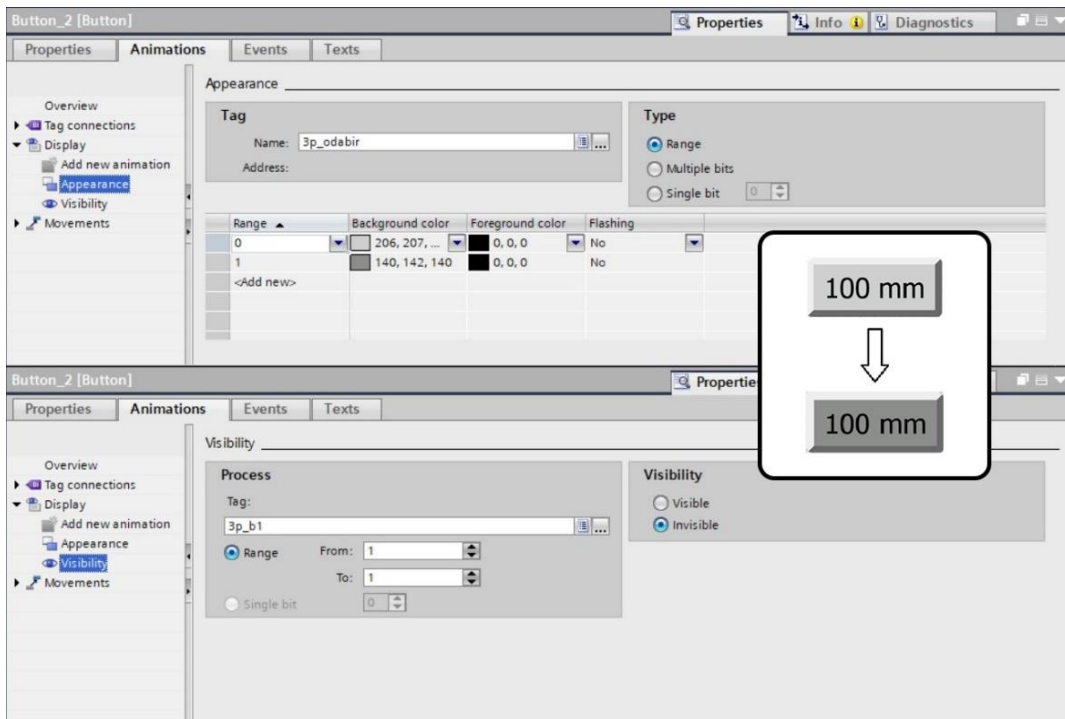 Button_2 [Button]
Properties
Info
Diagnostics
Properties
Animations
Events
Texts
Appearance
Overview
Tag connections
Display
Add new animation
Appearance
Visibility
Movements
Tag
Name: 3p_odabir
Address:
Type
Range
Multiple bits
Single bit 0
Range Background color Foreground color Flashing
0 206, 207, ... 0, 0, 0 No
1 140, 142, 140 0, 0, 0 No
<Add new>
100 mm
100 mm
Button_2 [Button]
Propertie
Properties
Animations
Events
Texts
Visibility
Overview
Tag connections
Display
Add new animation
Appearance
Visibility
Movements
Process
Tag:
3p_b1
Range From: 1
To: 1
Single bit 0
Visibility
Visible
Invisible